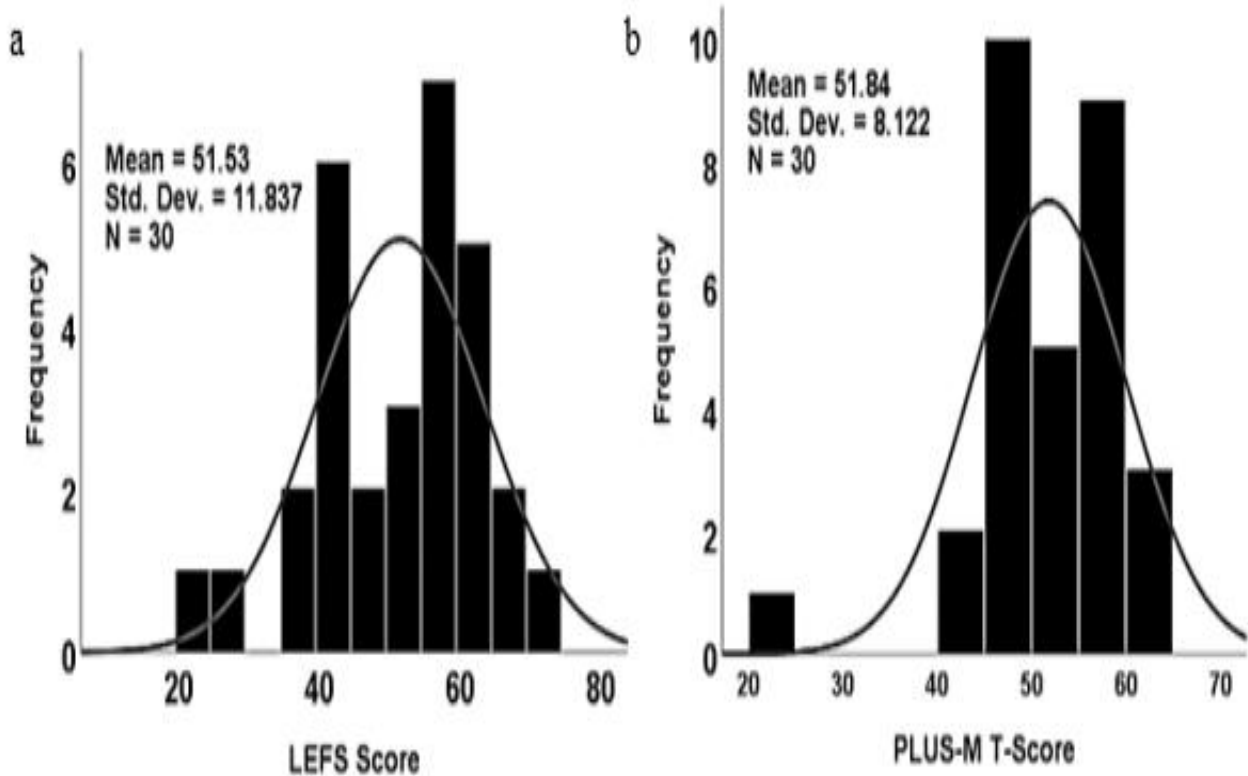 a
Mean = 51.53
Std. Dev. = 11.837
N = 30
Frequency
6
4
2
0
20 40 60 80
LEFS Score
b
Mean = 51.84
Std. Dev. = 8.122
N = 30
Frequency
10
8
6
4
2
0
20 30 40 50 60 70
PLUS-M T-Score